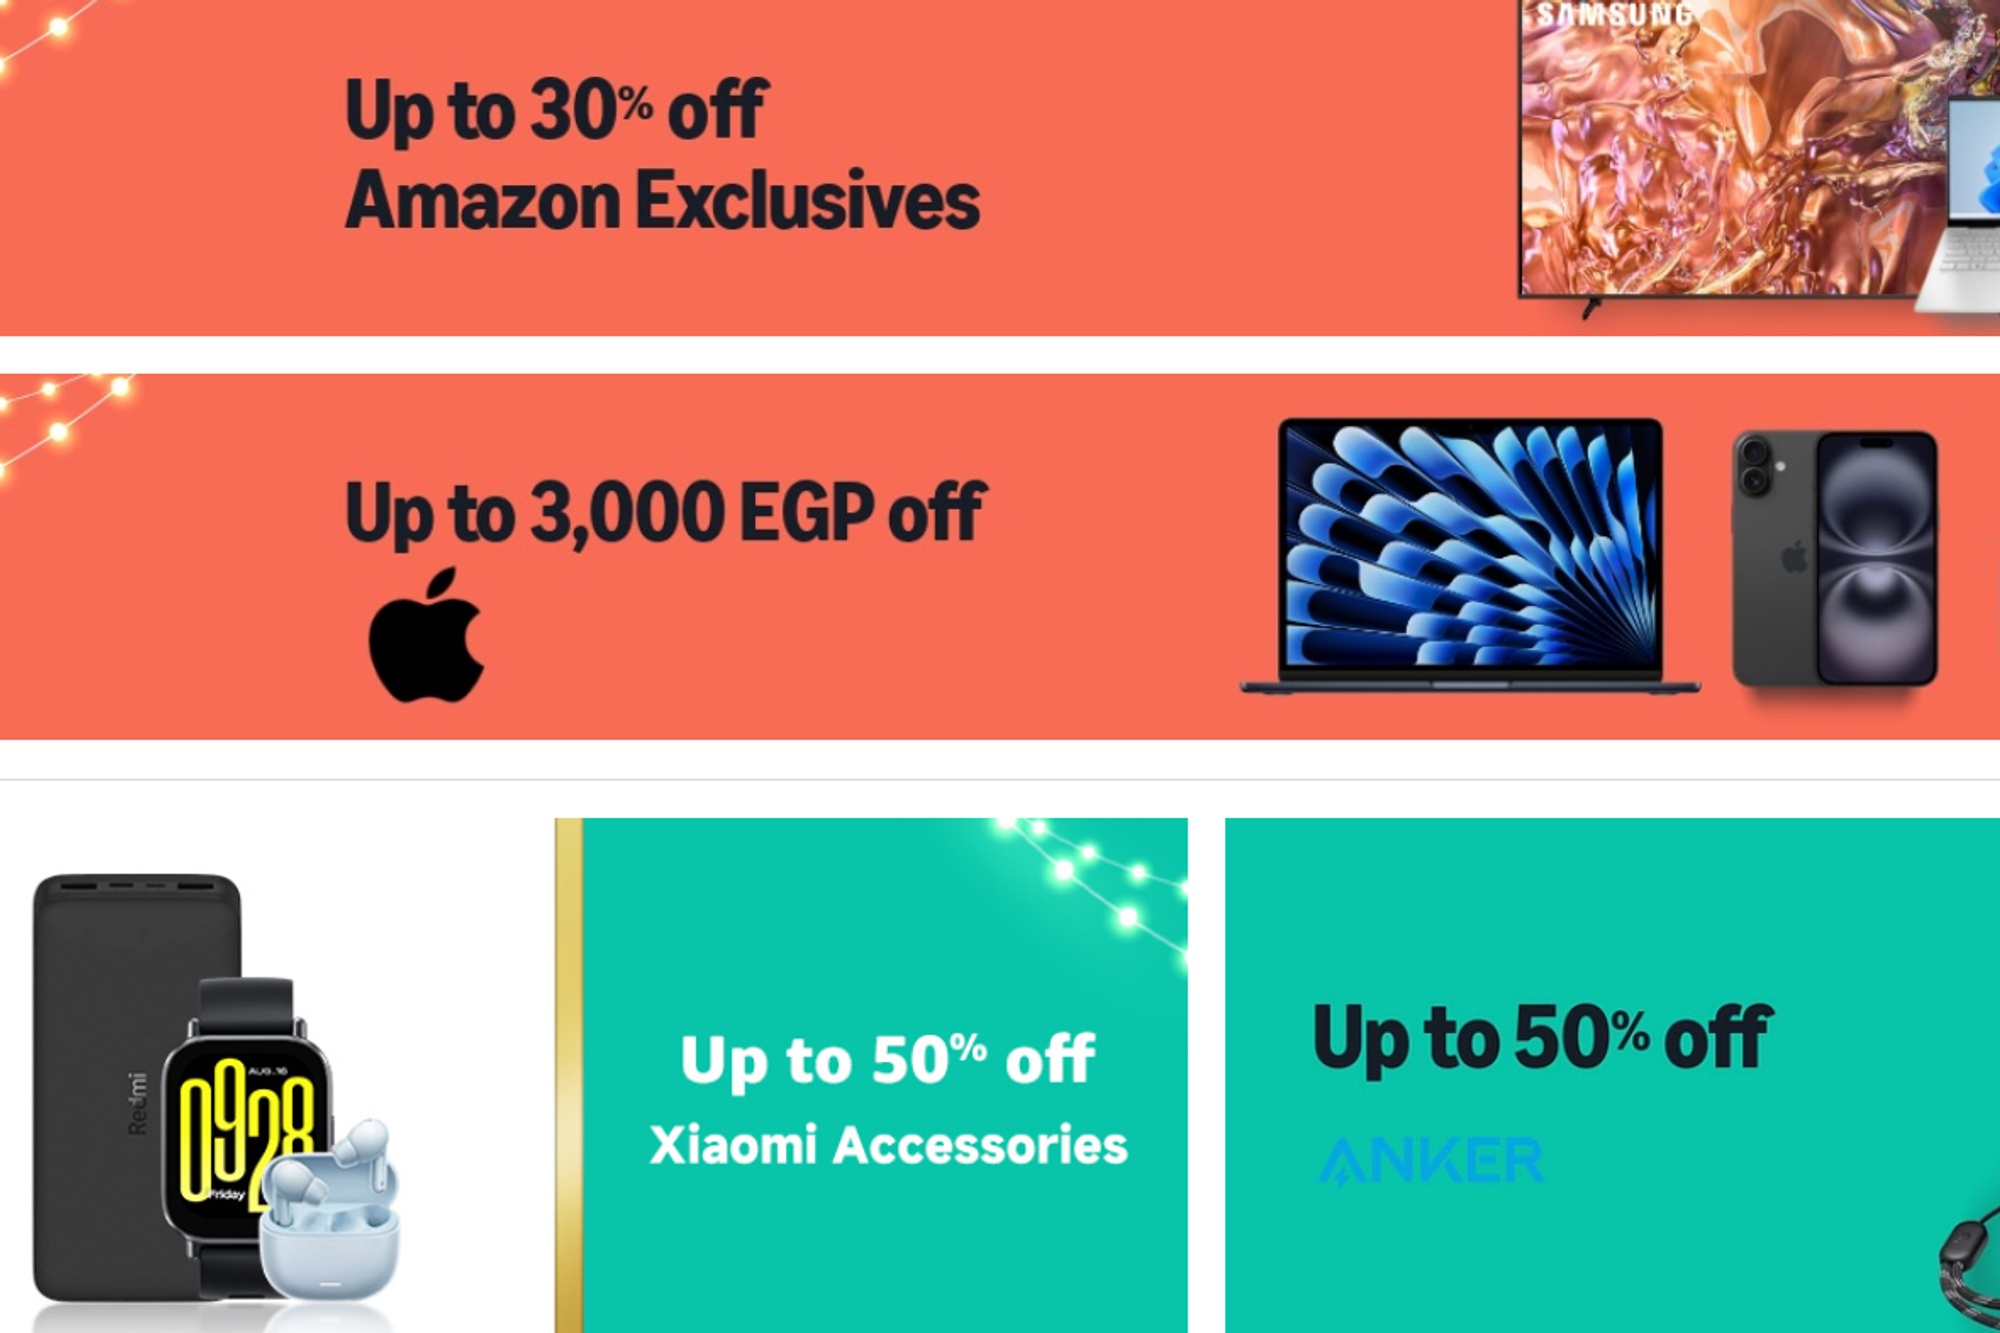 SAMSUNG
Up to 30% off
Amazon Exclusives
Up to 3,000 EGP off
Redmi
AUG. 16
0928
Friday
Up to 50% off
Xiaomi Accessories
Up to 50% off
ANKER